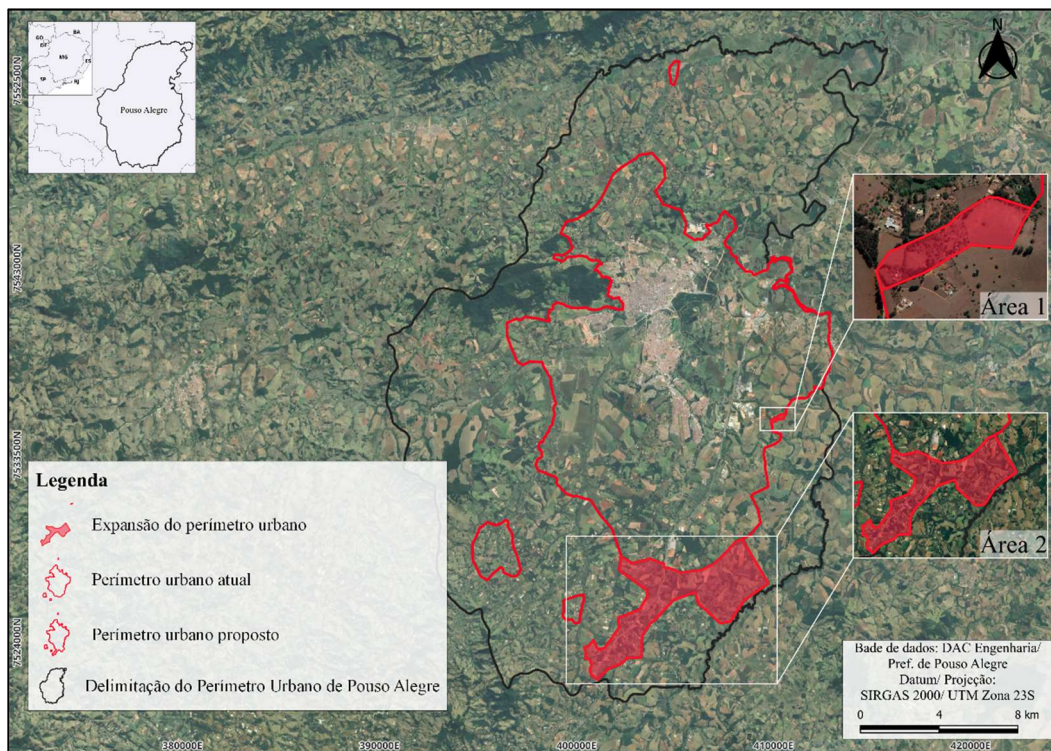 GO
BA
DF
MG
ES
SP
RJ
Pouso Alegre
N
7552500N
7543000N
7533500N
7524000N
Área 1
Área 2
Legenda
Expansão do perímetro urbano
Perímetro urbano atual
Perímetro urbano proposto
Delimitação do Perímetro Urbano de Pouso Alegre
Bade de dados: DAC Engenharia/
Pref. de Pouso Alegre
Datum/ Projeção:
SIRGAS 2000/ UTM Zona 23S
0 4 8 km
380000E 390000E 400000E 410000E 420000E